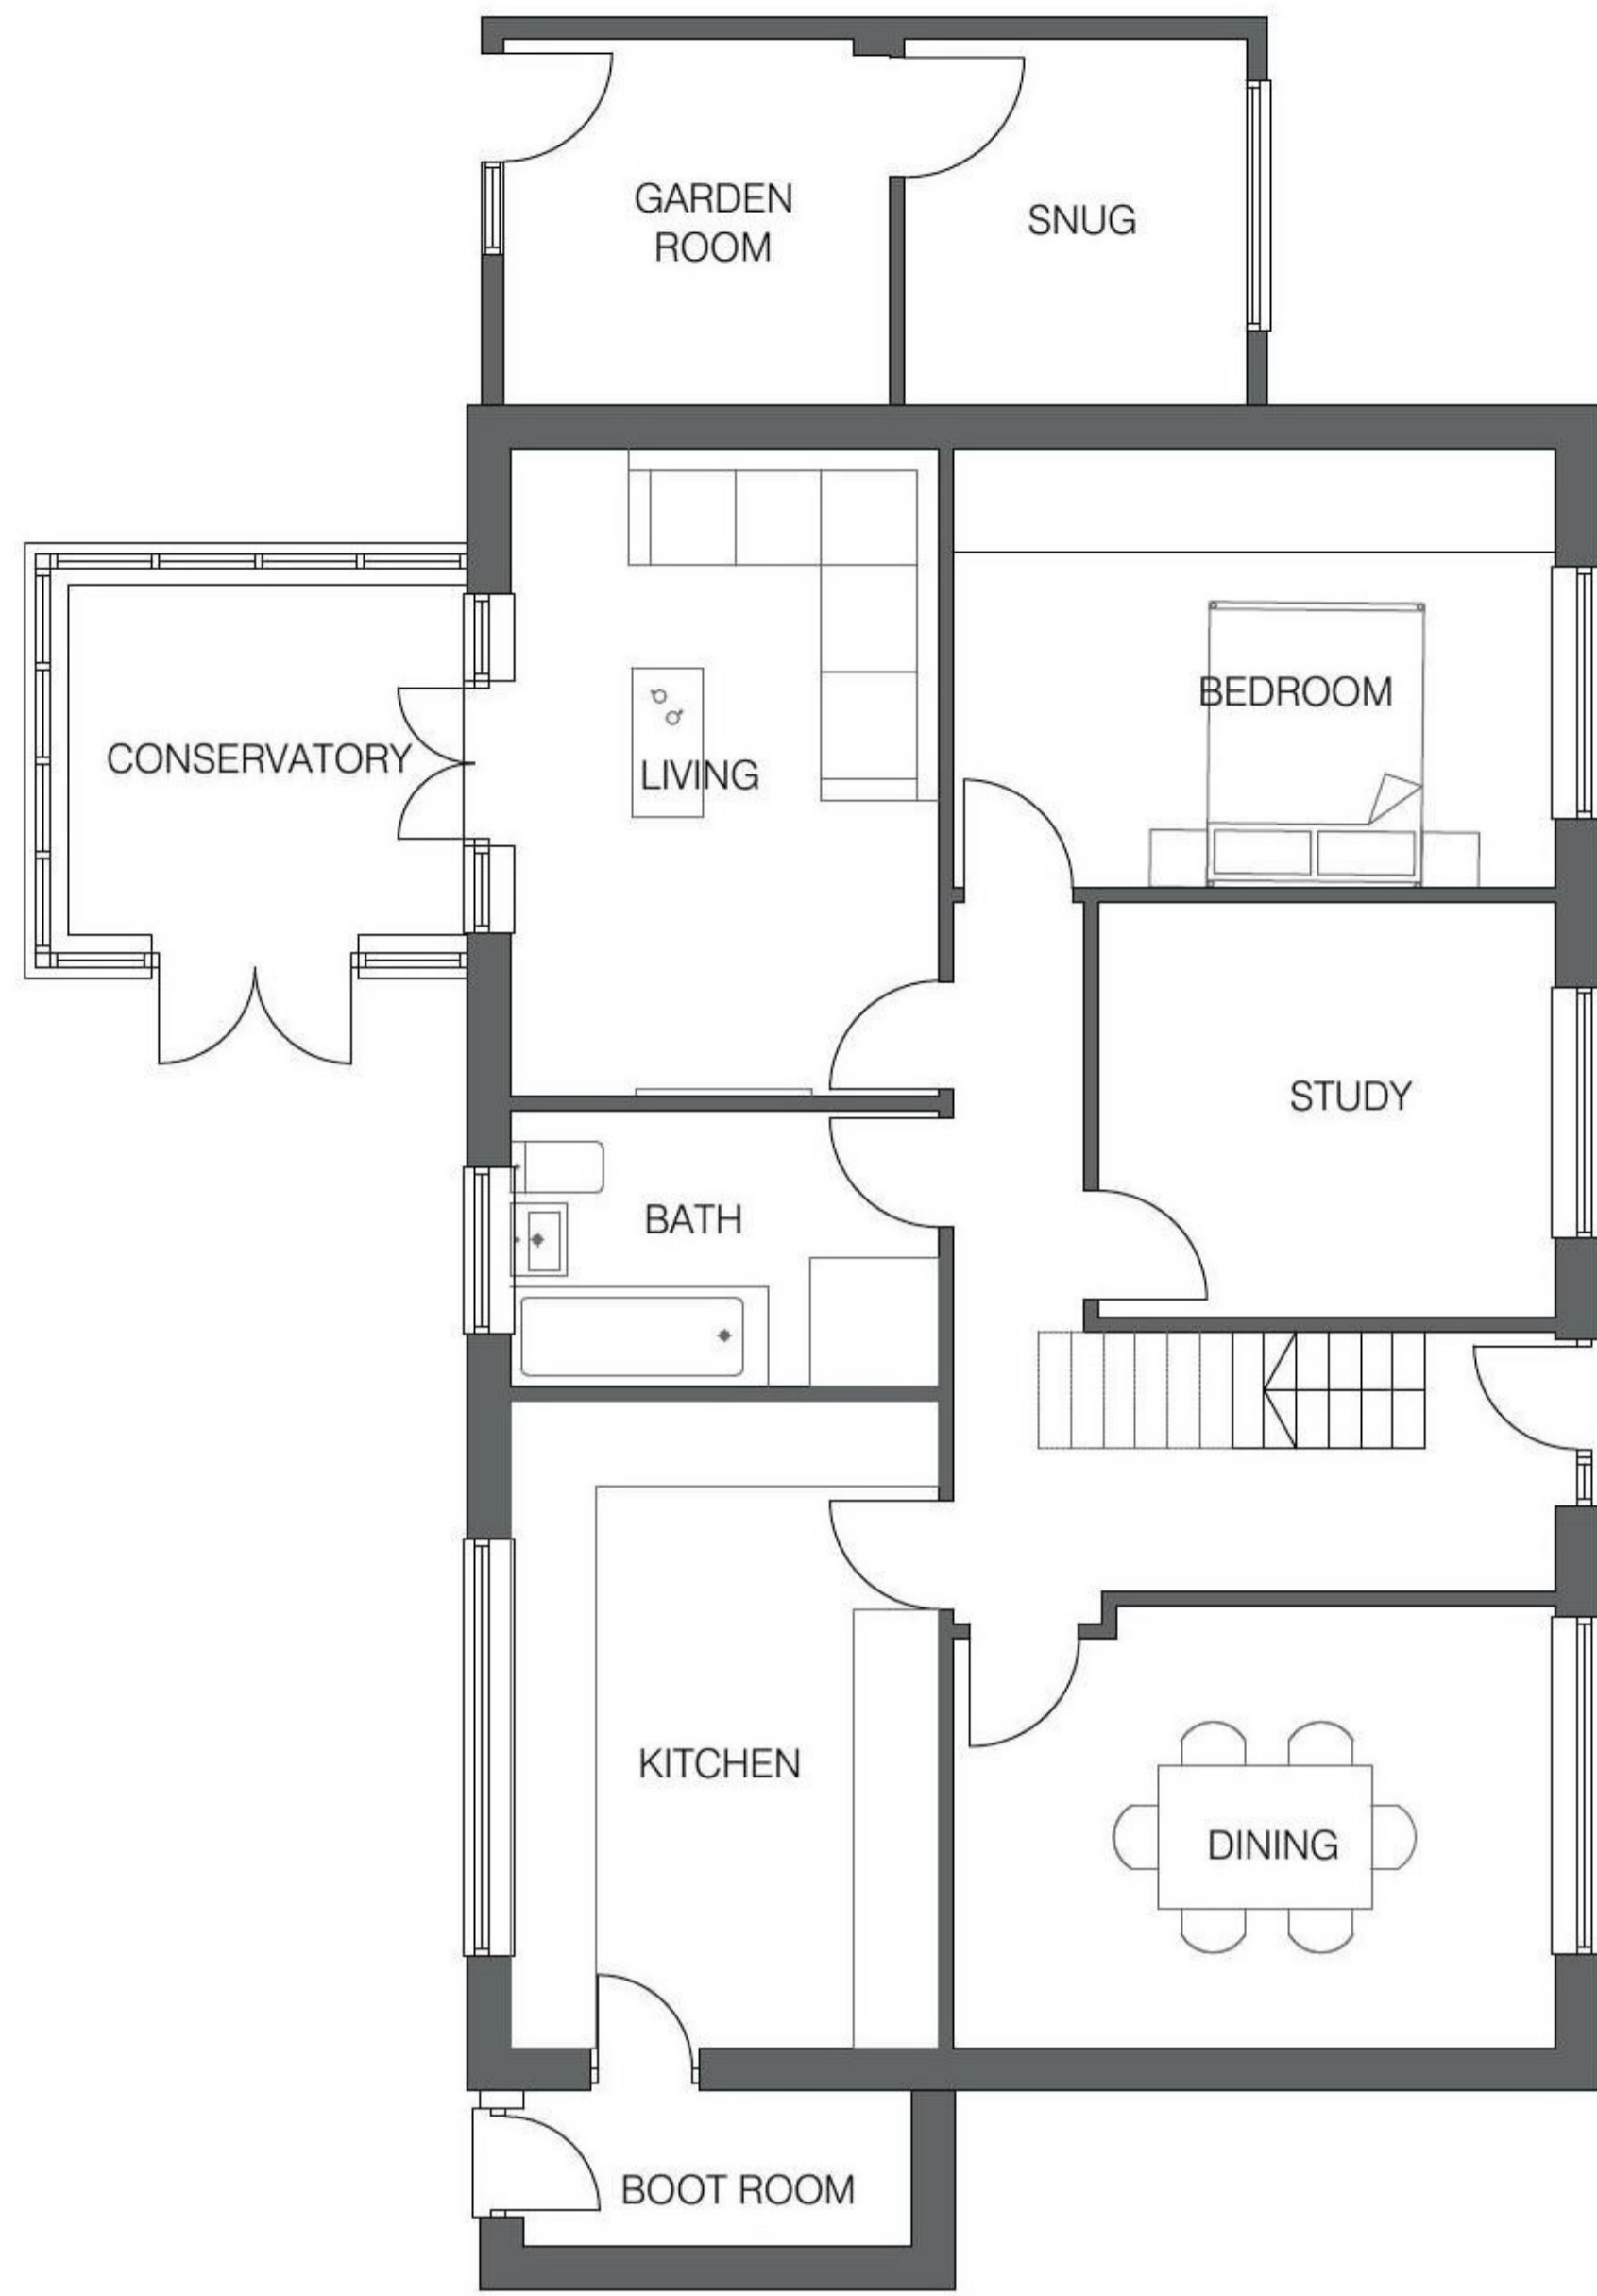 GARDEN
ROOM
SNUG
BEDROOM
CONSERVATORY
LIVING
STUDY
BATH
KITCHEN
DINING
BOOT ROOM